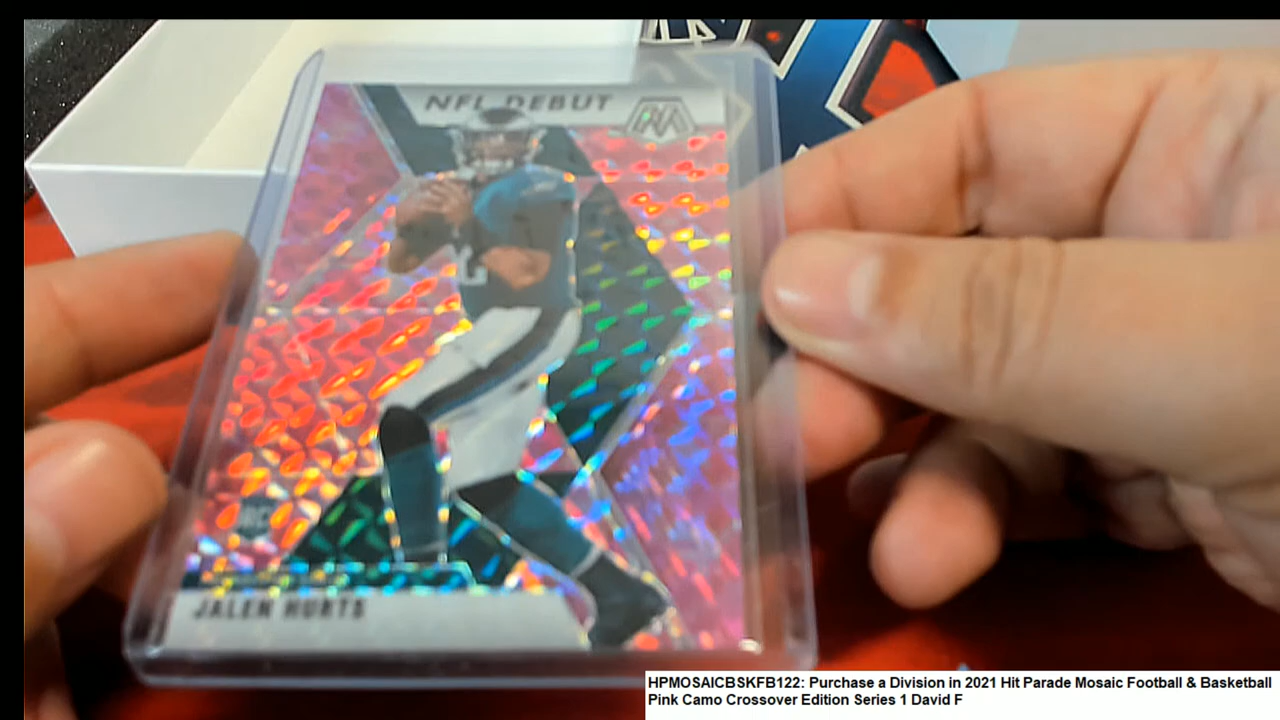 NFL DEBUT
RC
JALEN HURTS
HPMOSAICBSKFB122: Purchase a Division in 2021 Hit Parade Mosaic Football & Basketball
Pink Camo Crossover Edition Series 1 David F